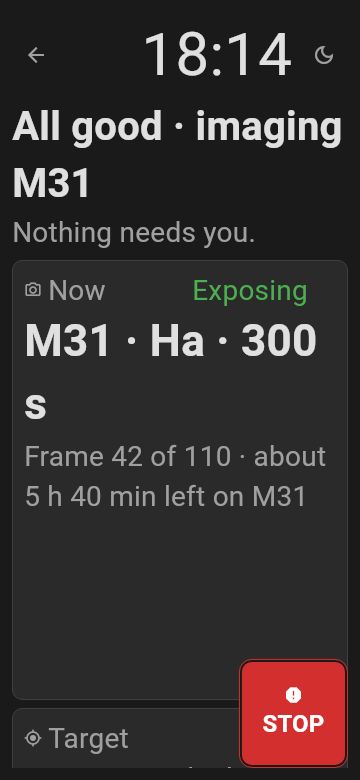 18:14
All good · imaging
M31
Nothing needs you.
Now Exposing
M31 · Ha · 300
s
Frame 42 of 110 · about
5 h 40 min left on M31
STOP
Target